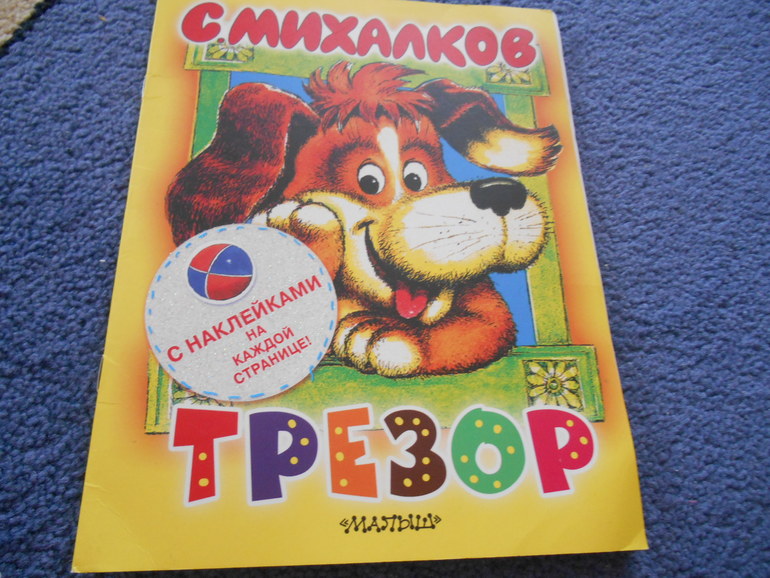 С. МИХАЛКОВ
С НАКЛЕЙКАМИ
НА
КАЖДОЙ
СТРАНИЦЕ!
ТРЕЗОР
«МАЛЫШ»